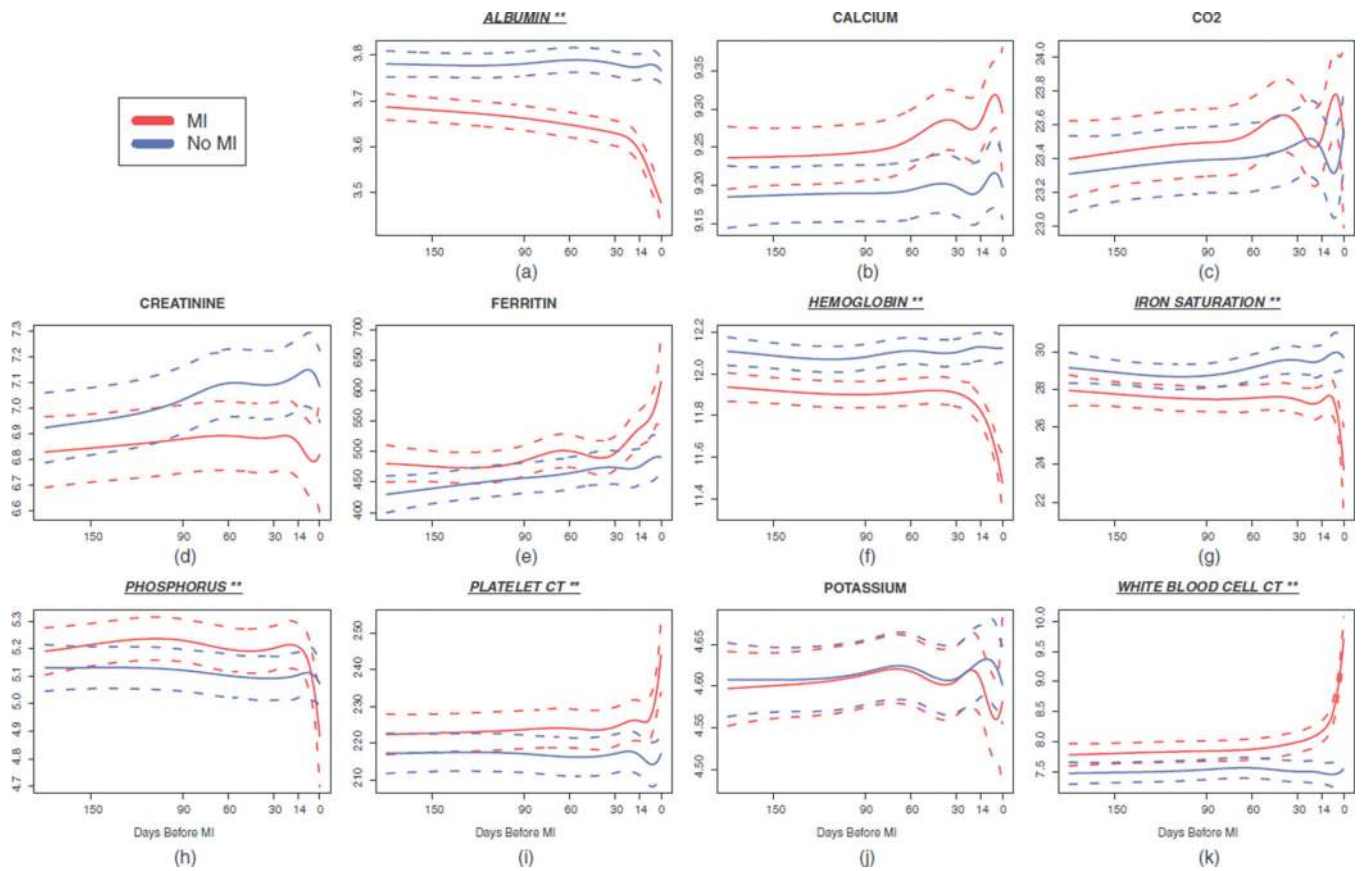 ALBUMIN **
CALCIUM
CO2
MI
No MI
3.5 3.6 3.7 3.8
150 90 60 30 14 0
(a)
9.15 9.20 9.25 9.30 9.35
150 90 60 30 14 0
(b)
23.0 23.2 23.4 23.6 23.8 24.0
150 90 60 30 14 0
(c)
CREATININE
FERRITIN
HEMOGLOBIN **
IRON SATURATION **
6.6 6.7 6.8 6.9 7.0 7.1 7.2 7.3
150 90 60 30 14 0
(d)
400 450 500 550 600 650 700
150 90 60 30 14 0
(e)
11.4 11.6 11.8 12.0 12.2
150 90 60 30 14 0
(f)
22 24 26 28 30
150 90 60 30 14 0
(g)
PHOSPHORUS **
PLATELET CT **
POTASSIUM
WHITE BLOOD CELL CT **
4.7 4.8 4.9 5.0 5.1 5.2 5.3
150 90 60 30 14 0
Days Before MI
(h)
210 220 230 240 250
150 90 60 30 14 0
Days Before MI
(i)
4.50 4.55 4.60 4.65
150 90 60 30 14 0
Days Before MI
(j)
7.5 8.0 8.5 9.0 9.5 10.0
150 90 60 30 14 0
Days Before MI
(k)